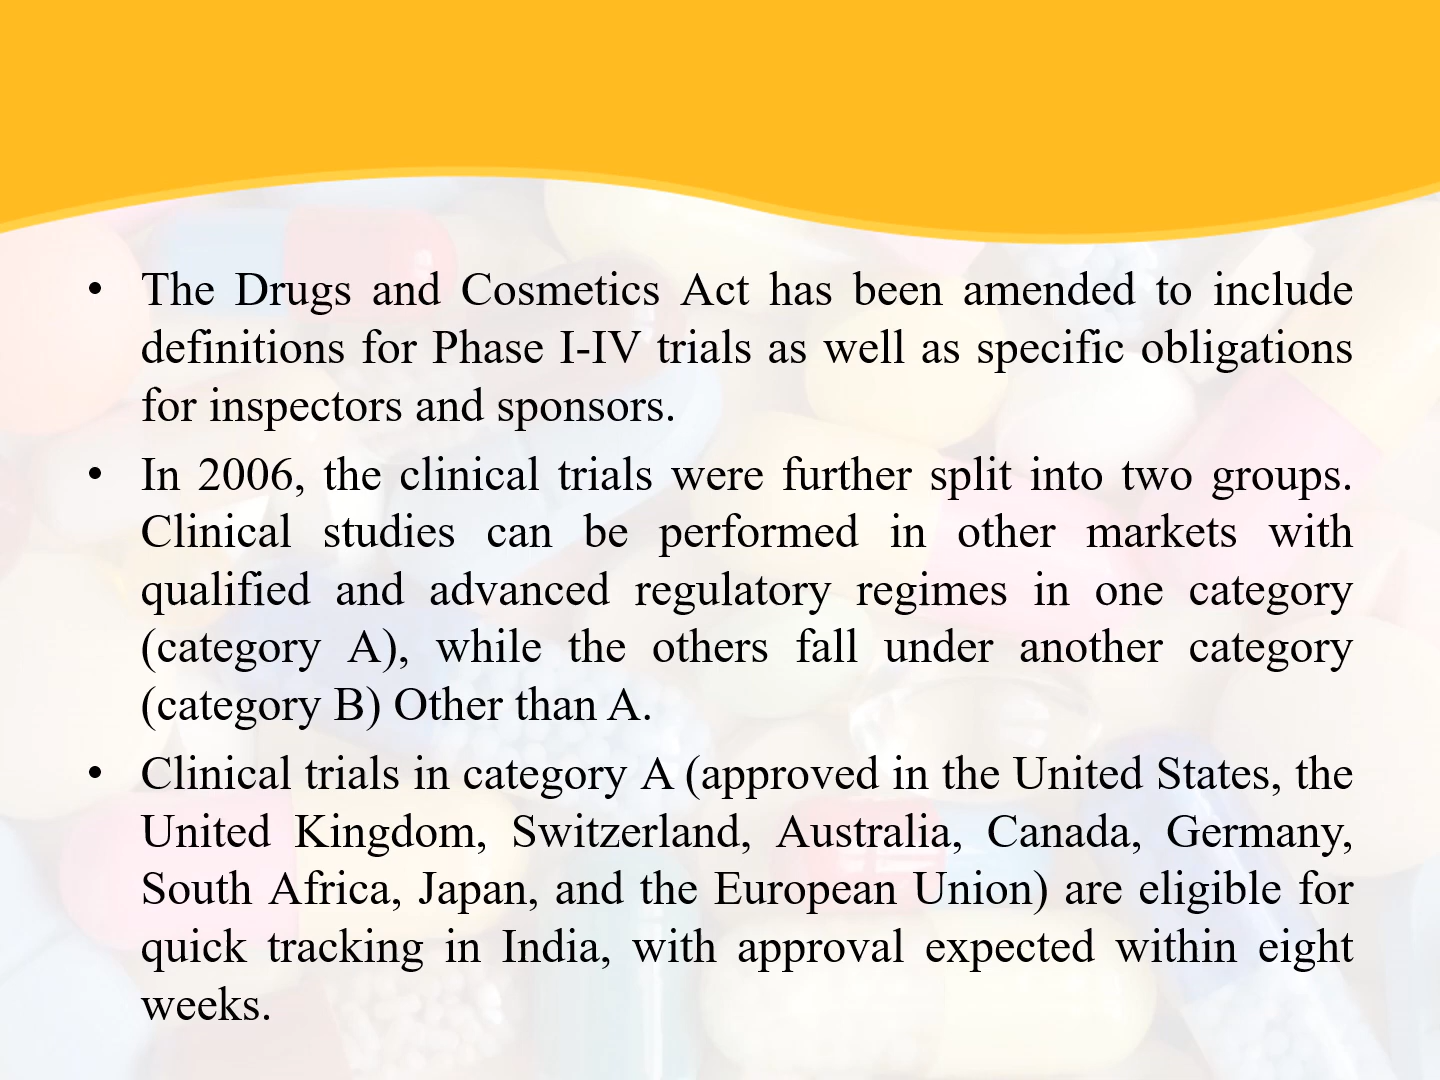 • The Drugs and Cosmetics Act has been amended to include
definitions for Phase I-IV trials as well as specific obligations
for inspectors and sponsors.
• In 2006, the clinical trials were further split into two groups.
Clinical studies can be performed in other markets with
qualified and advanced regulatory regimes in one category
(category A), while the others fall under another category
(category B) Other than A.
• Clinical trials in category A (approved in the United States, the
United Kingdom, Switzerland, Australia, Canada, Germany,
South Africa, Japan, and the European Union) are eligible for
quick tracking in India, with approval expected within eight
weeks.